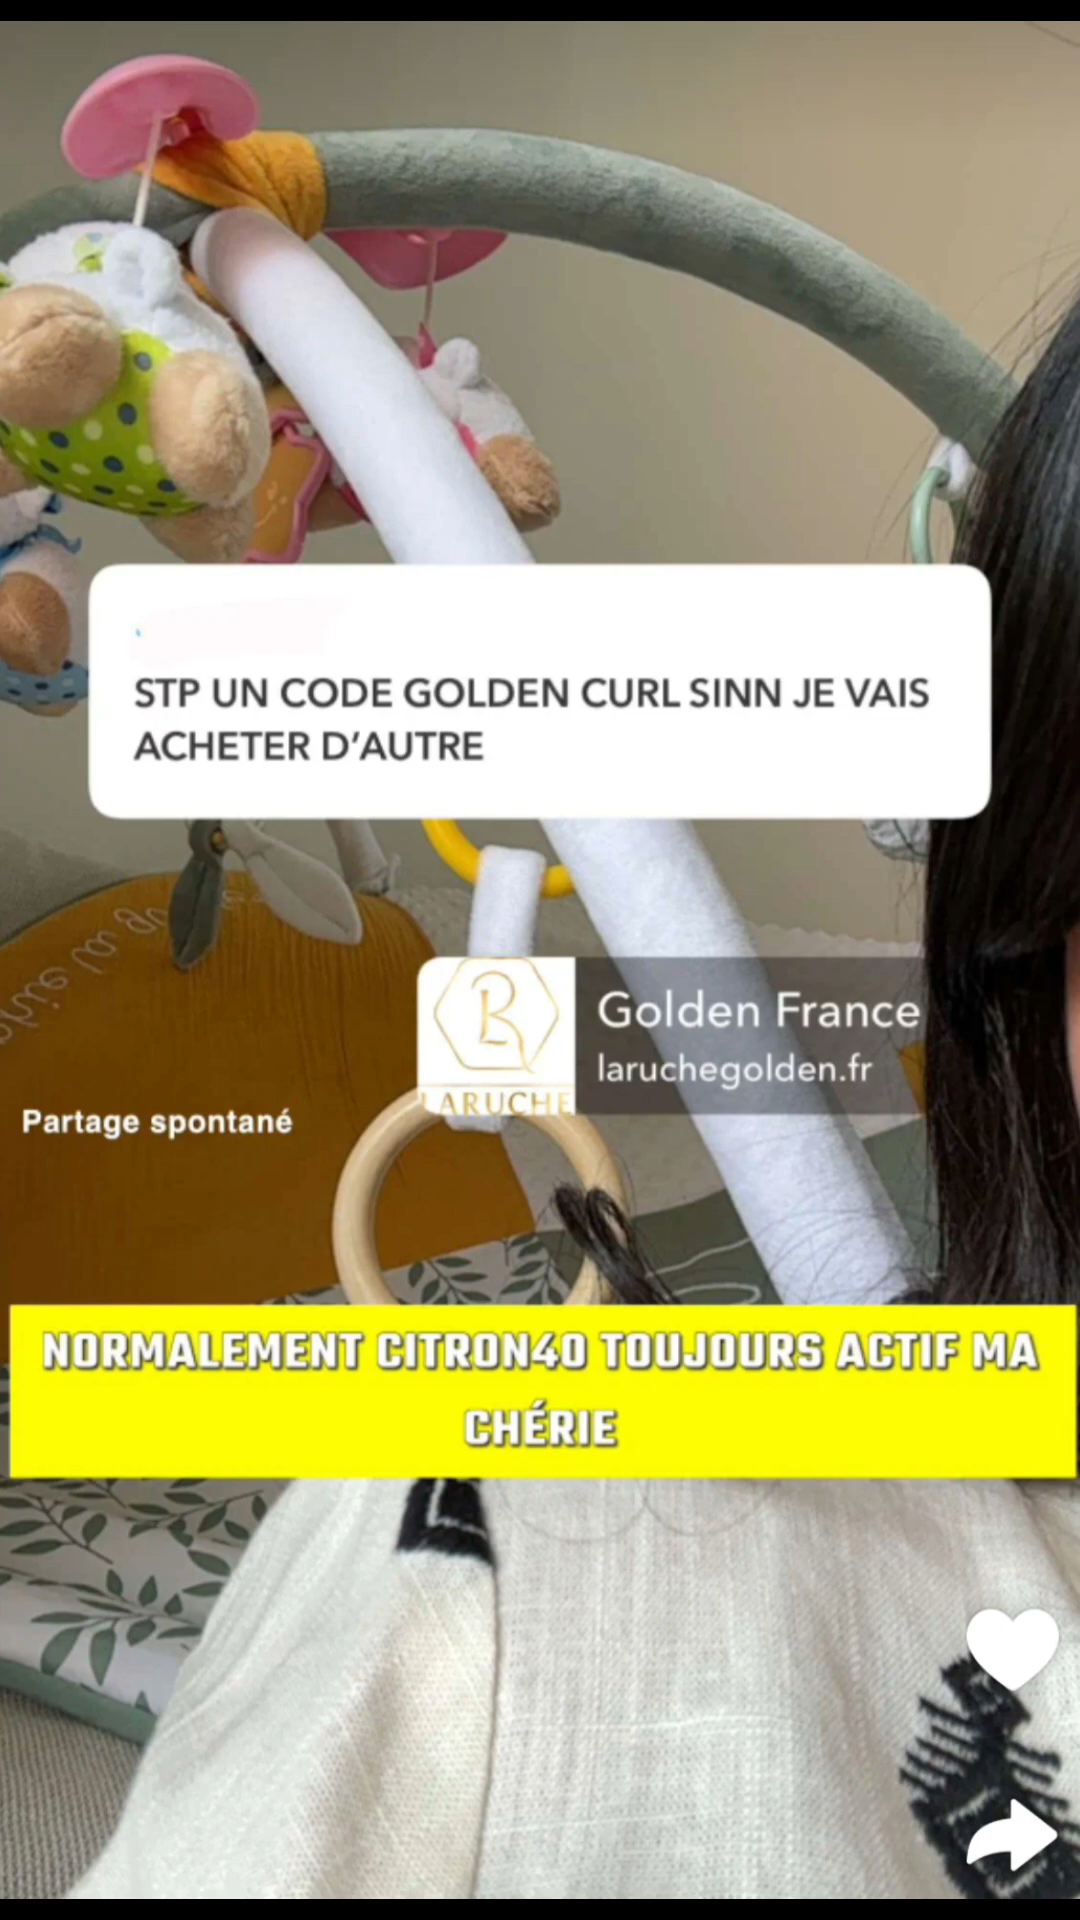 STP UN CODE GOLDEN CURL SINN JE VAIS
ACHETER D'AUTRE
Golden France
laruchegolden.fr
LARUCHE
Partage spontané
NORMALEMENT CITRON40 TOUJOURS ACTIF MA
CHÉRIE